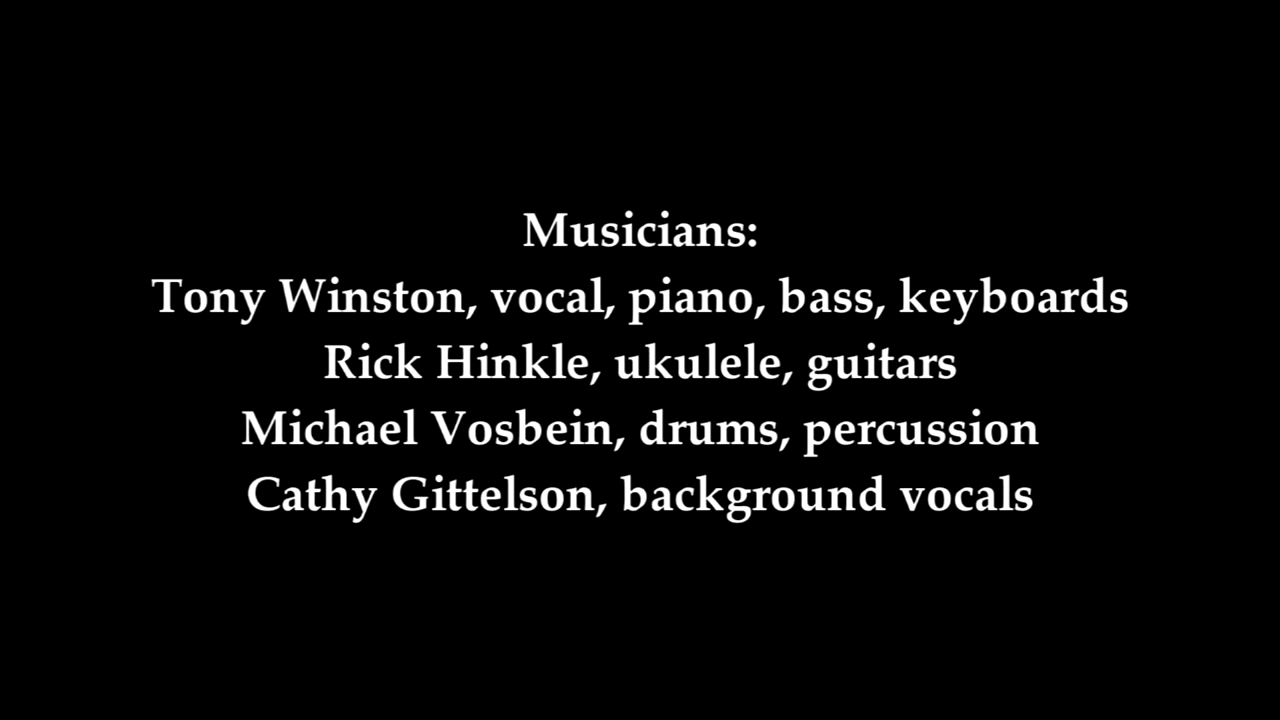 Musicians:
Tony Winston, vocal, piano, bass, keyboards
Rick Hinkle, ukulele, guitars
Michael Vosbein, drums, percussion
Cathy Gittelson, background vocals